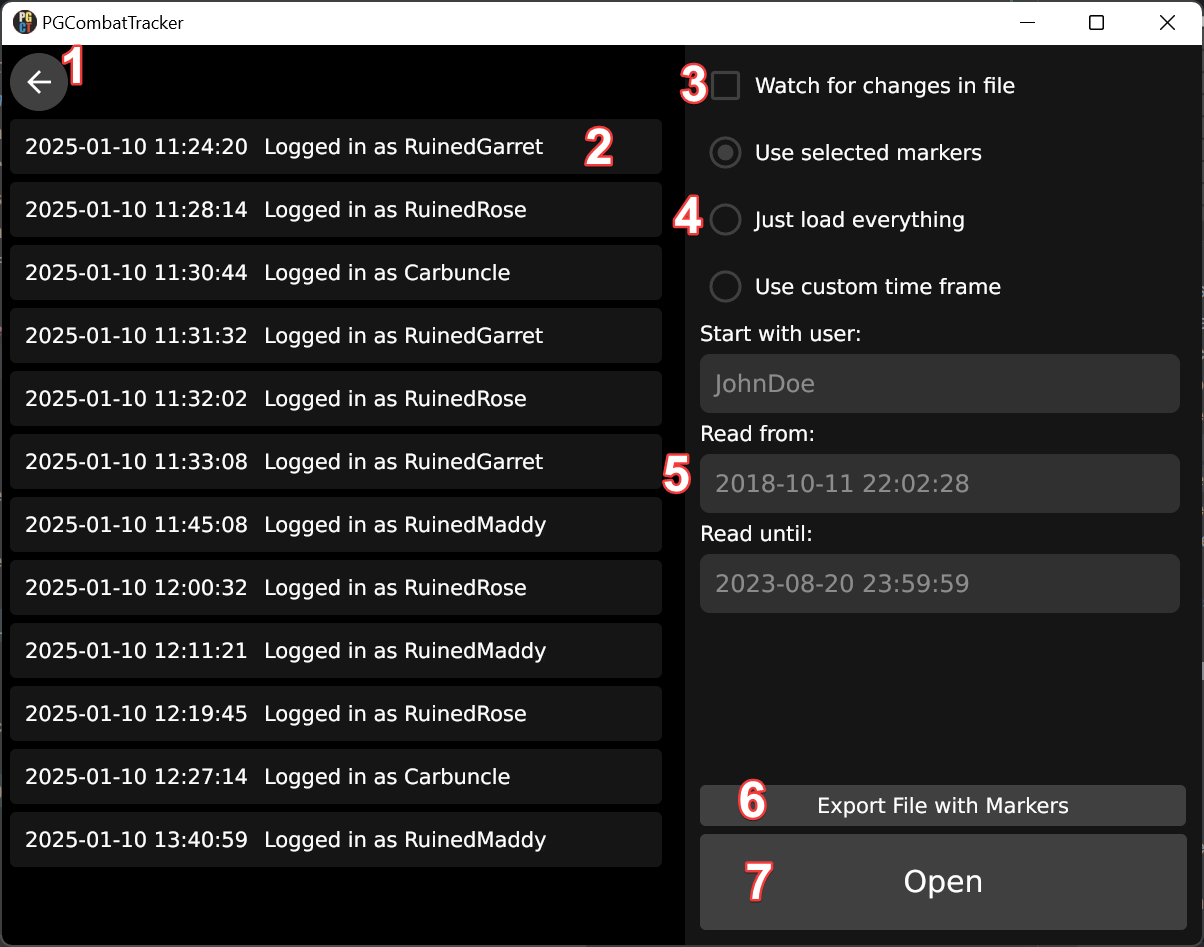 PGCombatTracker
1
2025-01-10 11:24:20 Logged in as RuinedGarret 2
2025-01-10 11:28:14 Logged in as RuinedRose
2025-01-10 11:30:44 Logged in as Carbuncle
2025-01-10 11:31:32 Logged in as RuinedGarret
2025-01-10 11:32:02 Logged in as RuinedRose
2025-01-10 11:33:08 Logged in as RuinedGarret
2025-01-10 11:45:08 Logged in as RuinedMaddy
2025-01-10 12:00:32 Logged in as RuinedRose
2025-01-10 12:11:21 Logged in as RuinedMaddy
2025-01-10 12:19:45 Logged in as RuinedRose
2025-01-10 12:27:14 Logged in as Carbuncle
2025-01-10 13:40:59 Logged in as RuinedMaddy
3 Watch for changes in file
Use selected markers
4 Just load everything
Use custom time frame
Start with user:
JohnDoe
Read from:
5 2018-10-11 22:02:28
Read until:
2023-08-20 23:59:59
6 Export File with Markers
7 Open